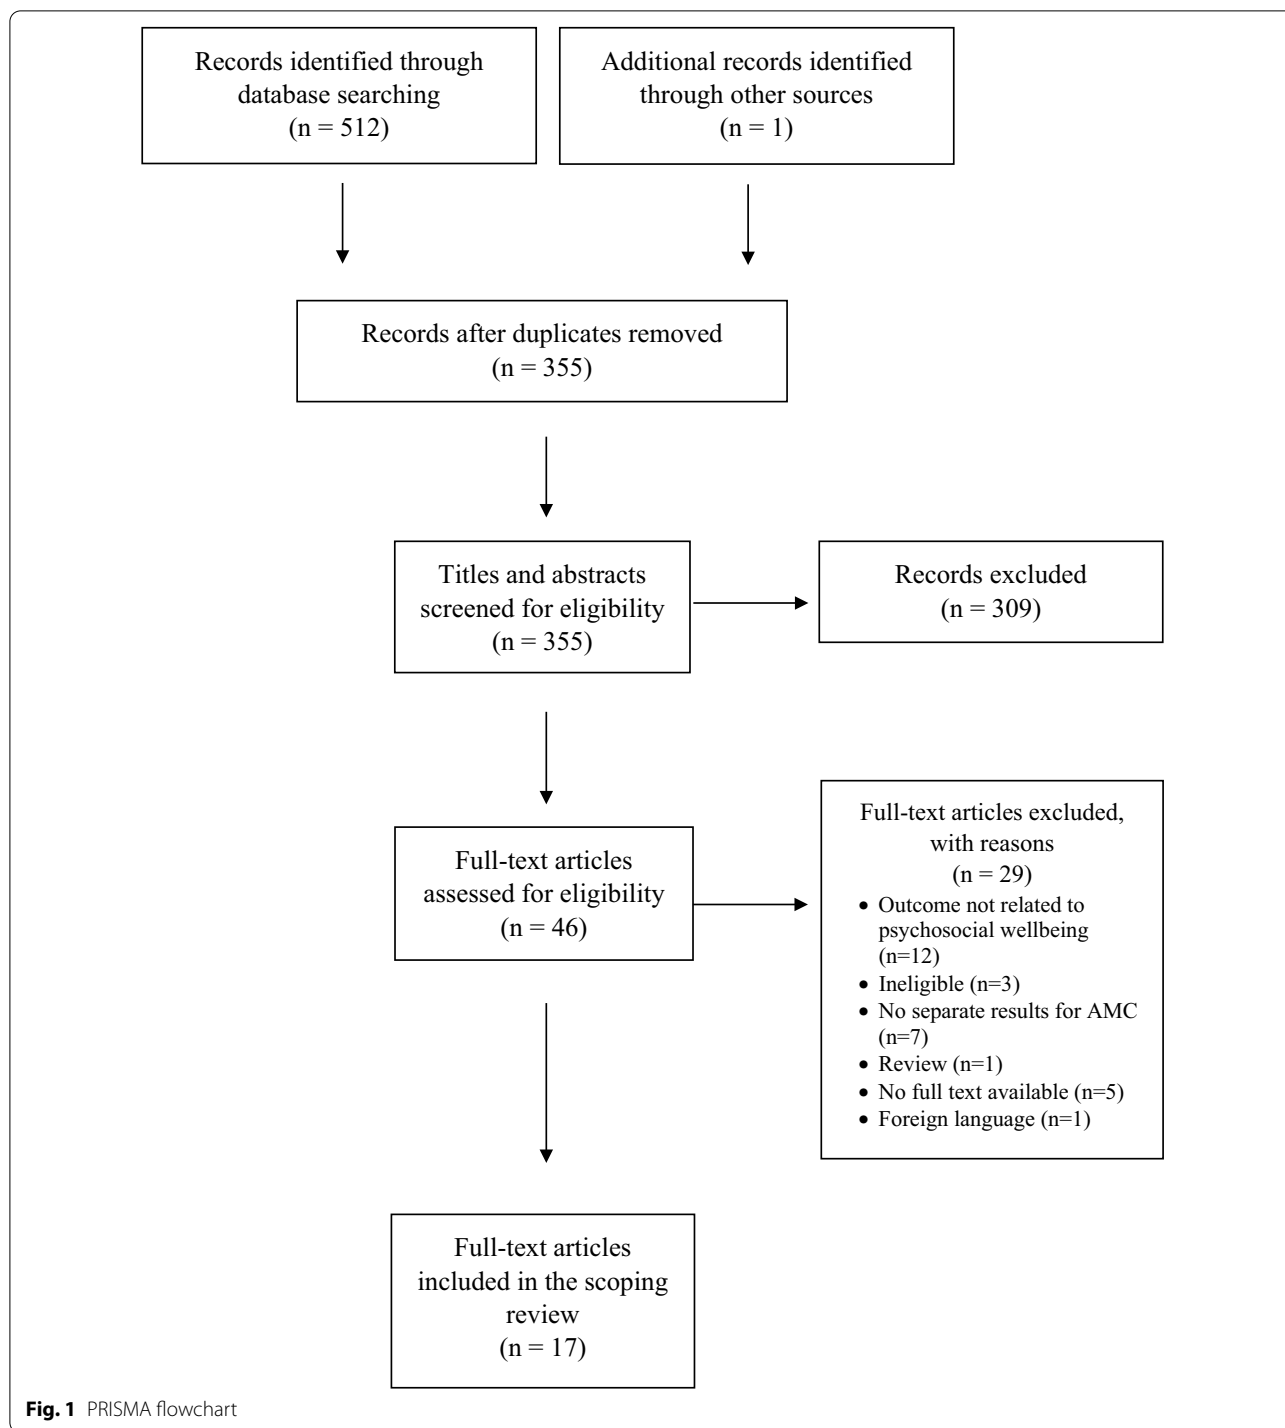 Records identified through
database searching
(n = 512)
Additional records identified
through other sources
(n = 1)
Records after duplicates removed
(n = 355)
Titles and abstracts
screened for eligibility
(n = 355)
Records excluded
(n = 309)
Full-text articles
assessed for eligibility
(n = 46)
Full-text articles excluded,
with reasons
(n = 29)
• Outcome not related to
psychosocial wellbeing
(n=12)
• Ineligible (n=3)
• No separate results for AMC
(n=7)
• Review (n=1)
• No full text available (n=5)
• Foreign language (n=1)
Full-text articles
included in the scoping
review
(n = 17)
Fig. 1 PRISMA flowchart